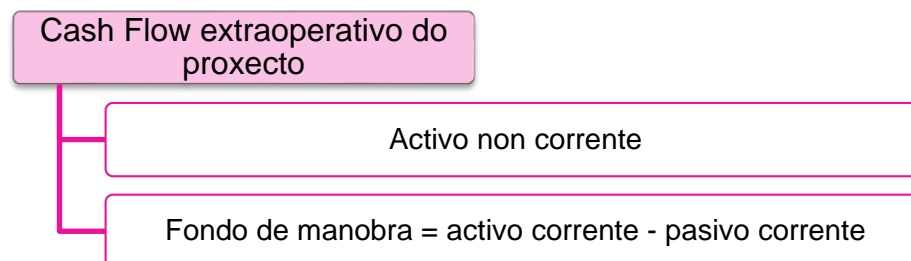 Cash Flow extraoperativo do
proxecto
Activo non corrente
Fondo de manobra = activo corrente - pasivo corrente